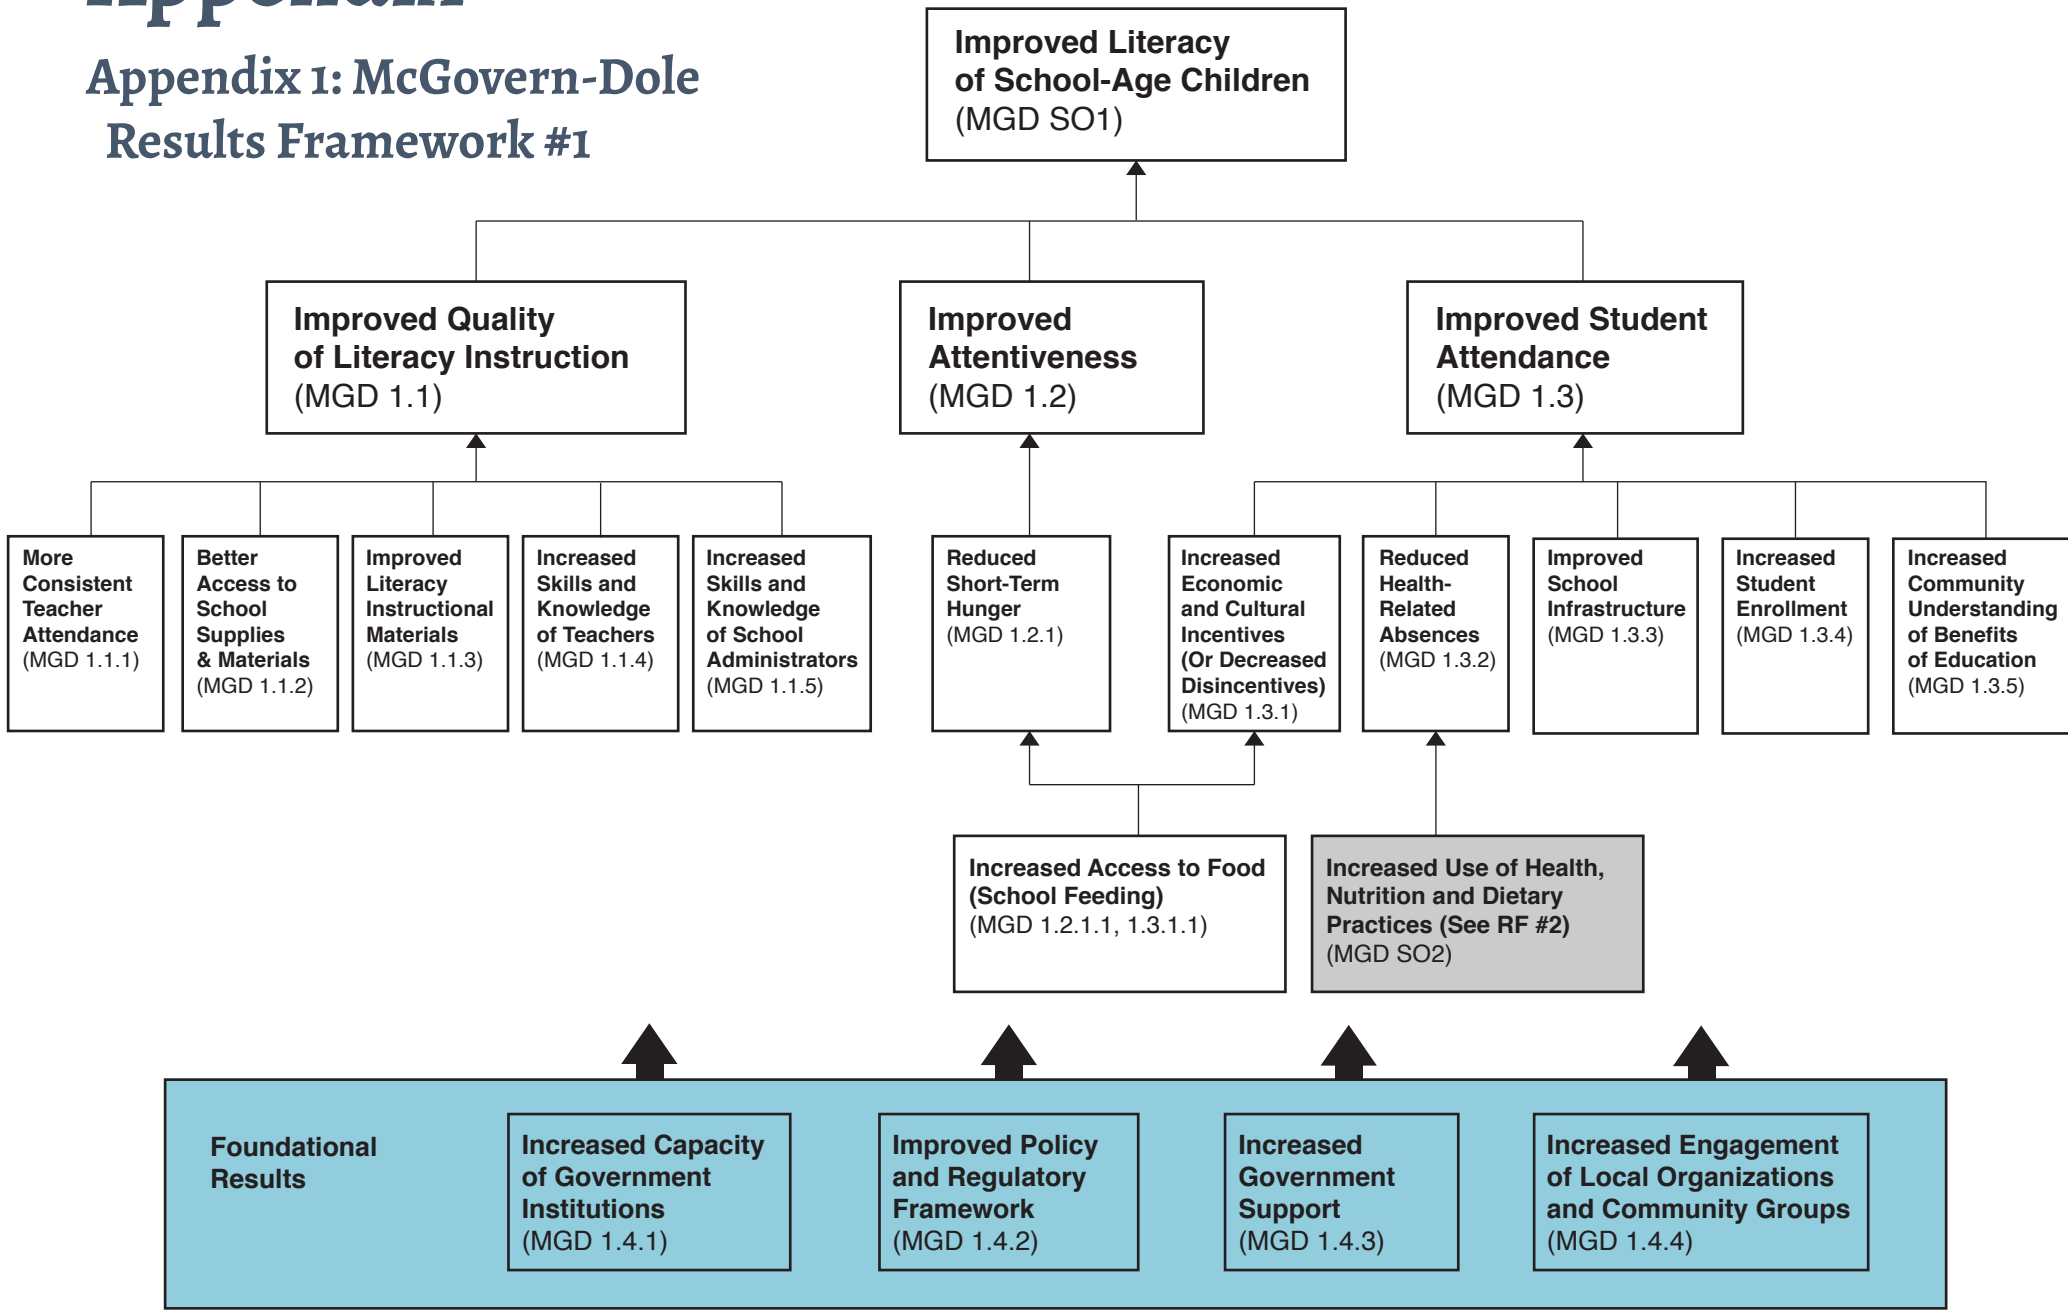 Appendix 1: McGovern-Dole
Results Framework #1
Improved Literacy
of School-Age Children
(MGD SO1)
Improved Quality
of Literacy Instruction
(MGD 1.1)
Improved
Attentiveness
(MGD 1.2)
Improved Student
Attendance
(MGD 1.3)
More
Consistent
Teacher
Attendance
(MGD 1.1.1)
Better
Access to
School
Supplies
& Materials
(MGD 1.1.2)
Improved
Literacy
Instructional
Materials
(MGD 1.1.3)
Increased
Skills and
Knowledge
of Teachers
(MGD 1.1.4)
Increased
Skills and
Knowledge
of School
Administrators
(MGD 1.1.5)
Reduced
Short-Term
Hunger
(MGD 1.2.1)
Increased
Economic
and Cultural
Incentives
(Or Decreased
Disincentives)
(MGD 1.3.1)
Reduced
Health-
Related
Absences
(MGD 1.3.2)
Improved
School
Infrastructure
(MGD 1.3.3)
Increased
Student
Enrollment
(MGD 1.3.4)
Increased
Community
Understanding
of Benefits
of Education
(MGD 1.3.5)
Increased Access to Food
(School Feeding)
(MGD 1.2.1.1, 1.3.1.1)
Increased Use of Health,
Nutrition and Dietary
Practices (See RF #2)
(MGD SO2)
Foundational
Results
Increased Capacity
of Government
Institutions
(MGD 1.4.1)
Improved Policy
and Regulatory
Framework
(MGD 1.4.2)
Increased
Government
Support
(MGD 1.4.3)
Increased Engagement
of Local Organizations
and Community Groups
(MGD 1.4.4)